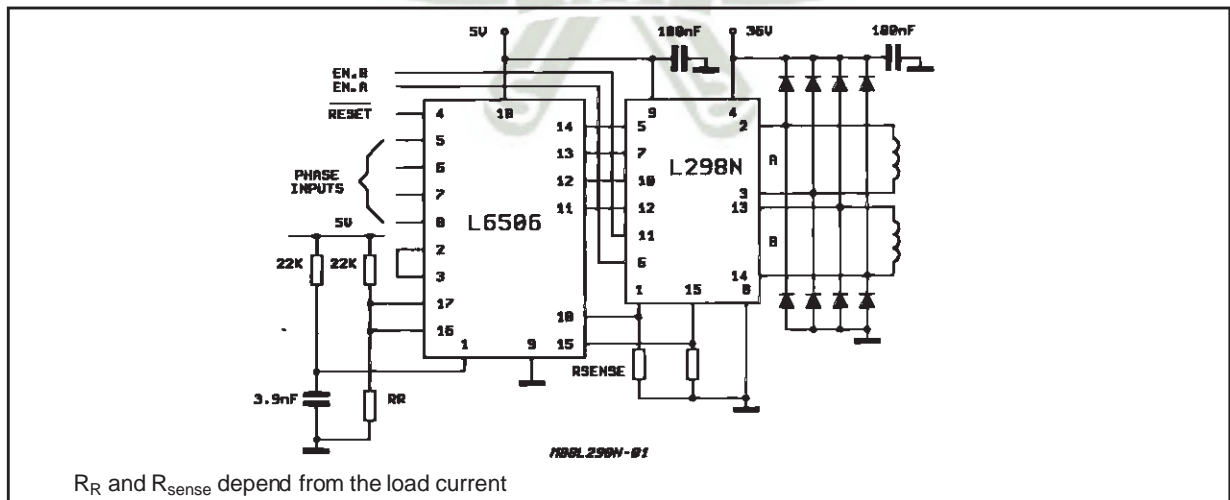 5V 100nF 36V 100nF
EN.B
EN.A
RESET
4 18 9 4
5 14 5 2
6 13 7 L298N A
PHASE INPUTS
7 12 10 3
8 L6506 11 12 13
5V
2 11 B
22K 22K
3 6 14
17 1 15 8
16 18
1 9 15
RSENSE
3.9nF RR
M88L298N-01
R_R and R_sense depend from the load current